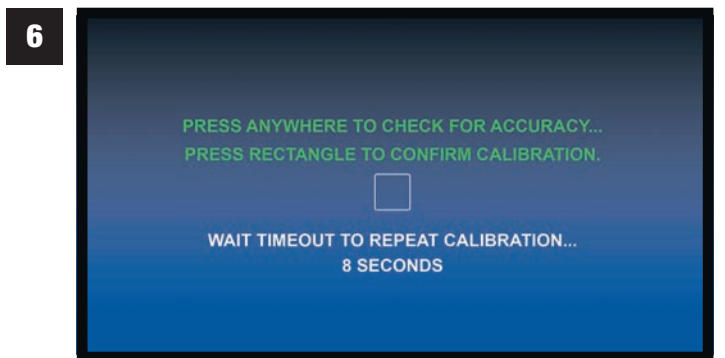 6
PRESS ANYWHERE TO CHECK FOR ACCURACY...
PRESS RECTANGLE TO CONFIRM CALIBRATION.
WAIT TIMEOUT TO REPEAT CALIBRATION...
8 SECONDS